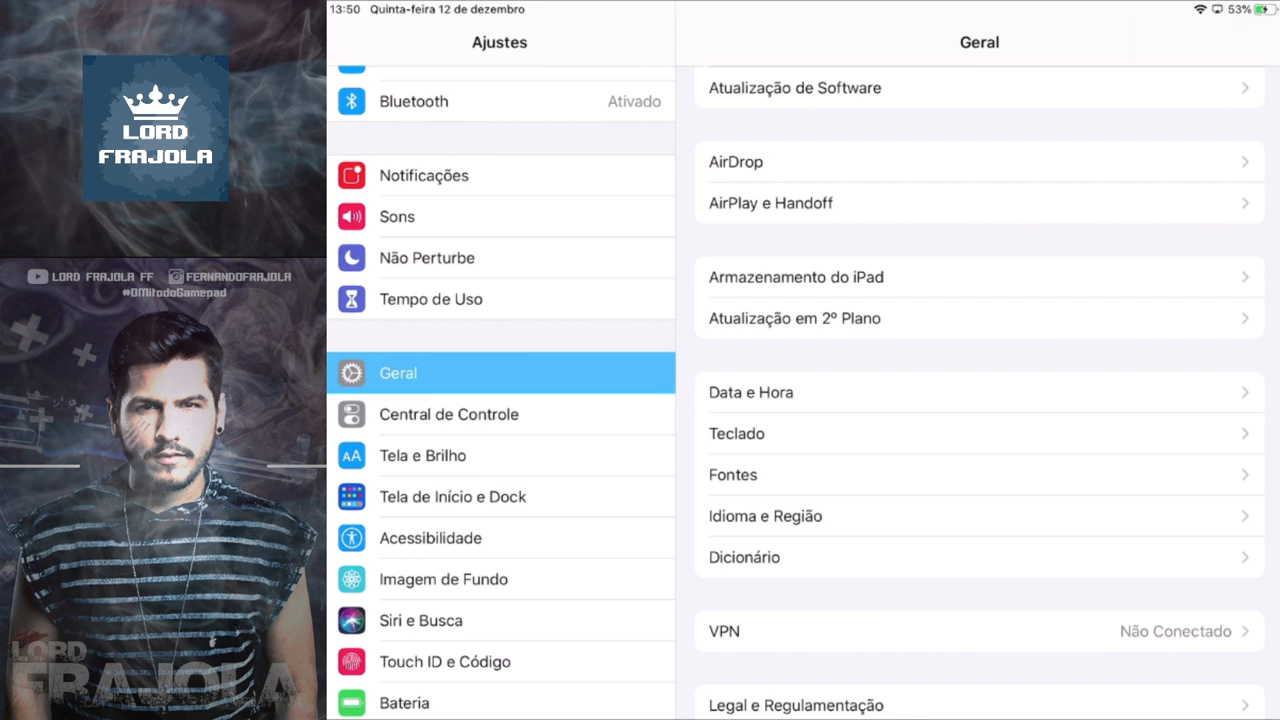 LORD
FRAJOLA
LORD FRAJOLA FF FERNANDOFRAJOLA
#OMitodoGamepad
LORD
FRAJOLA
13:50 Quinta-feira 12 de dezembro
53%
Ajustes
Bluetooth Ativado
Notificações
Sons
Não Perturbe
Tempo de Uso
Geral
Central de Controle
AA Tela e Brilho
Tela de Início e Dock
Acessibilidade
Imagem de Fundo
Siri e Busca
Touch ID e Código
Bateria
Geral
Atualização de Software
AirDrop
AirPlay e Handoff
Armazenamento do iPad
Atualização em 2º Plano
Data e Hora
Teclado
Fontes
Idioma e Região
Dicionário
VPN Não Conectado
Legal e Regulamentação